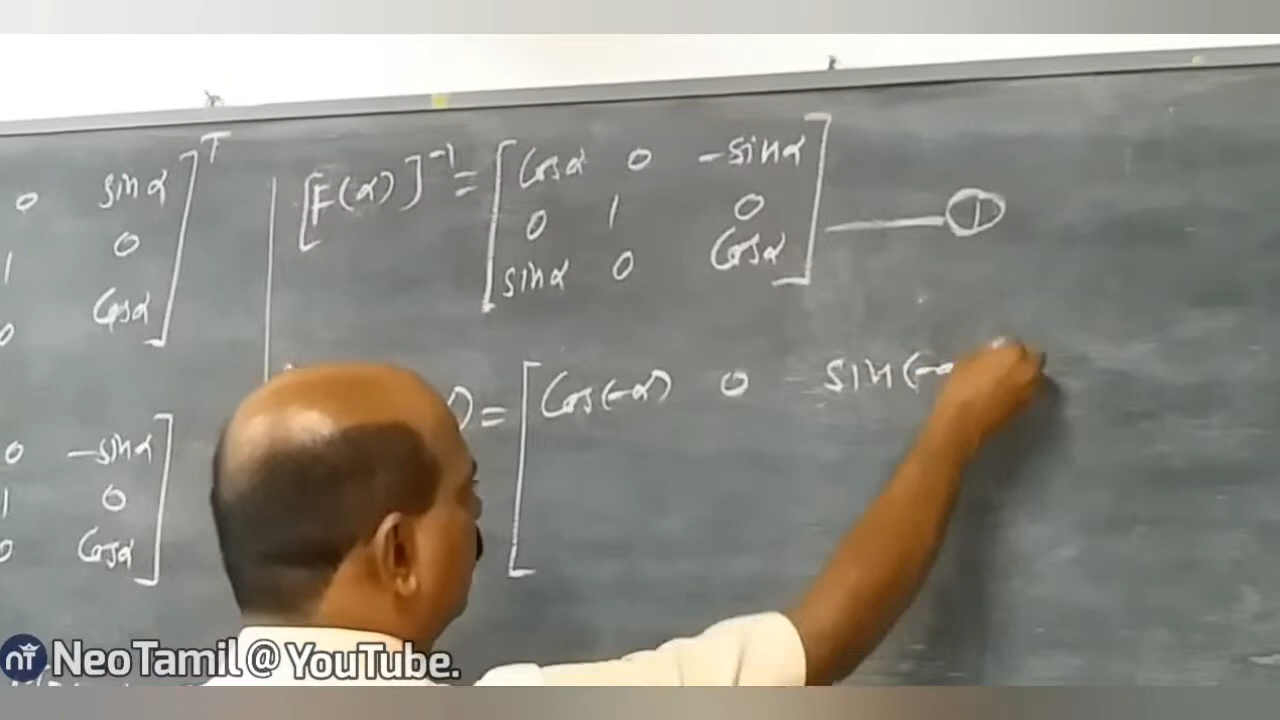 0 sinα ]ᵀ
1 0
0 Cosα
[F(α)]⁻¹ = [ Cosα 0 -sinα ]
0 1 0 ——— ①
sinα 0 Cosα
) = [ Cos(-α) 0 sin(-α
0 -sinα ]
1 0
0 Cosα
NeoTamil@YouTube.